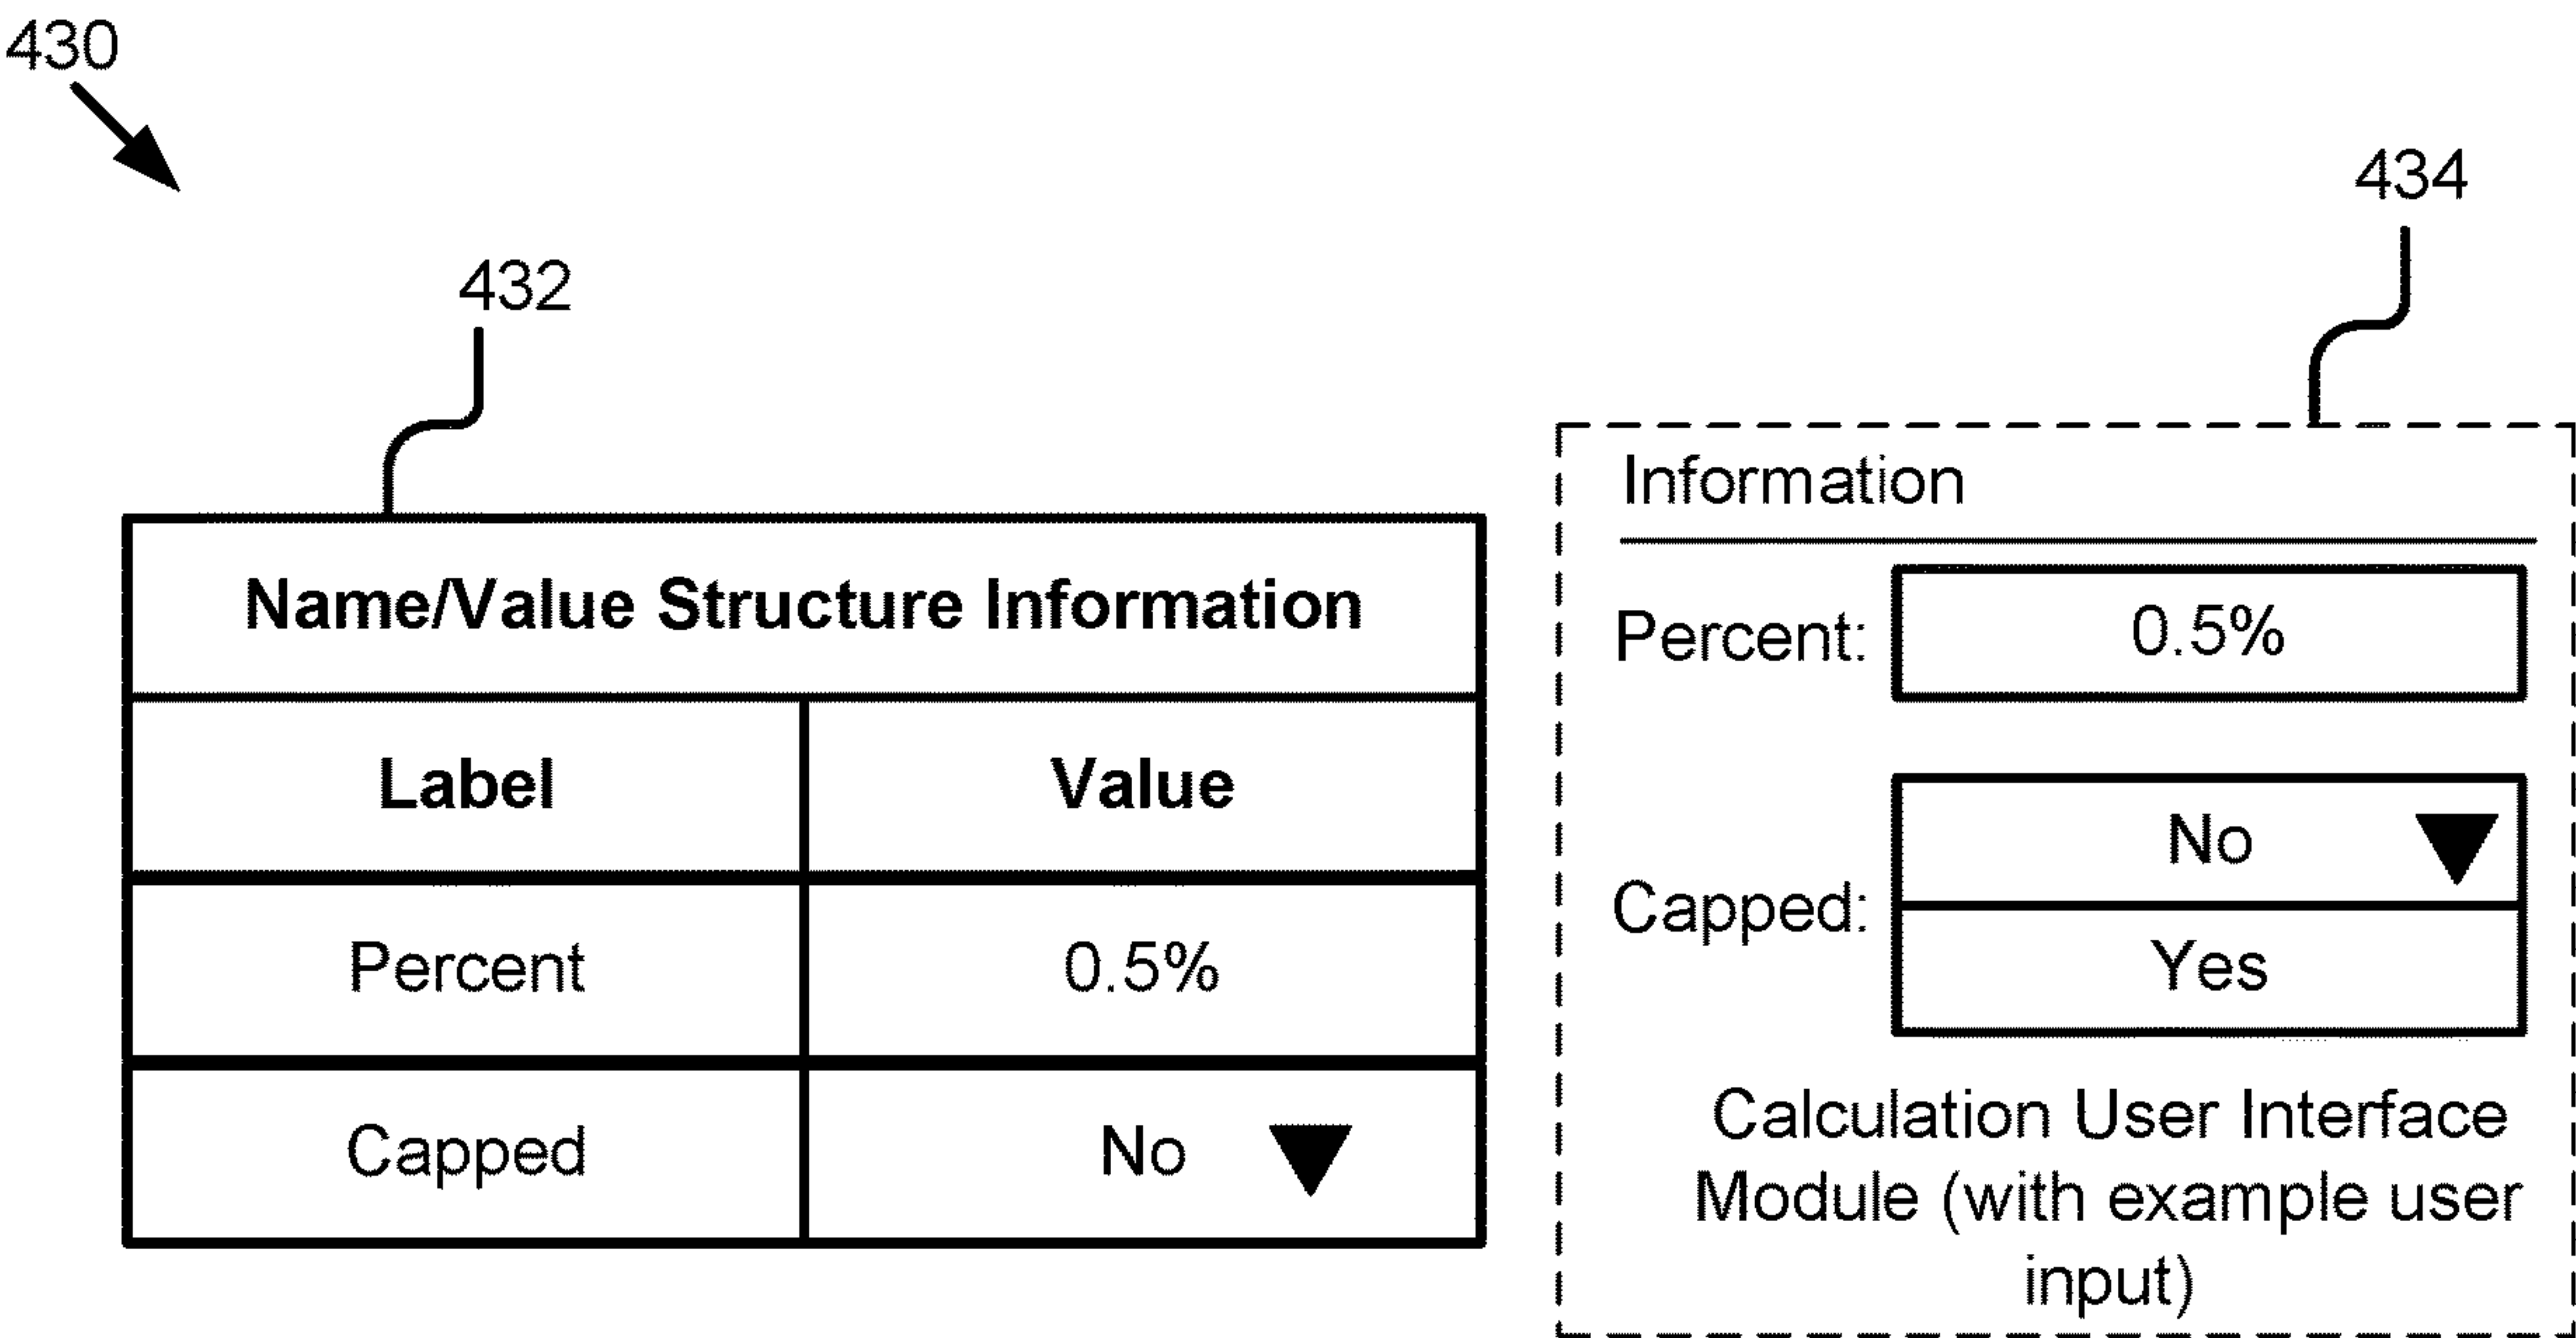 430
434
432
Name/Value Structure Information
Label Value
Percent 0.5%
Capped No
Information
Percent: 0.5%
Capped: No
Yes
Calculation User Interface
Module (with example user
input)